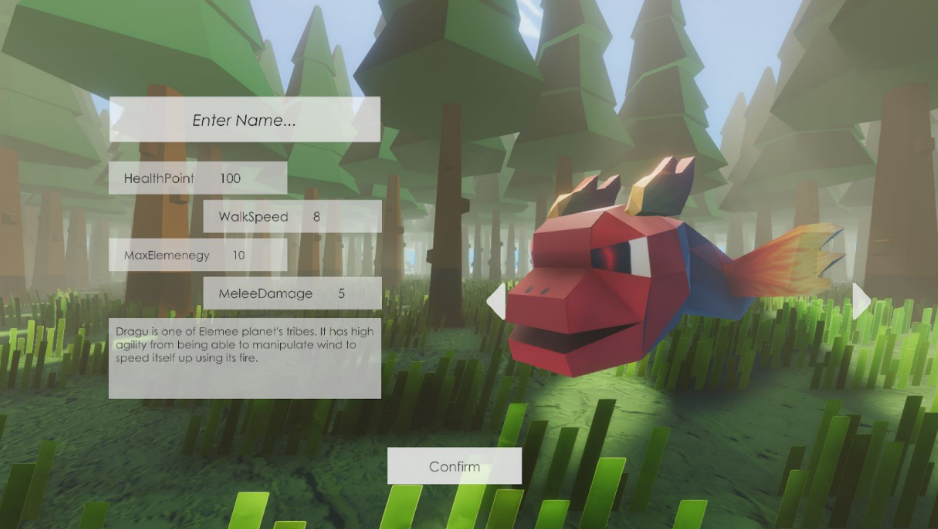 Enter Name...
HealthPoint 100
WalkSpeed 8
MaxElemenegy 10
MeleeDamage 5
Dragu is one of Elemee planet's tribes. It has high
agility from being able to manipulate wind to
speed itself up using its fire.
Confirm